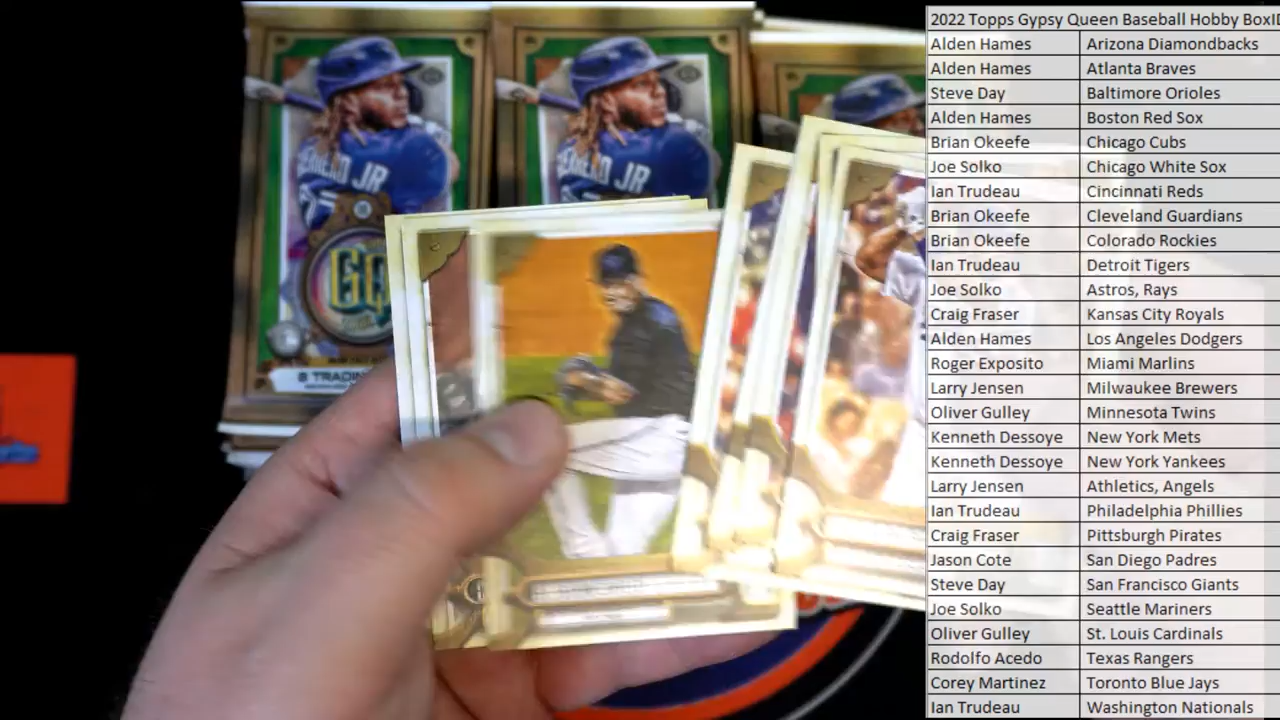 2022 Topps Gypsy Queen Baseball Hobby Box
Alden Hames Arizona Diamondbacks
Alden Hames Atlanta Braves
Steve Day Baltimore Orioles
Alden Hames Boston Red Sox
Brian Okeefe Chicago Cubs
Joe Solko Chicago White Sox
Ian Trudeau Cincinnati Reds
Brian Okeefe Cleveland Guardians
Brian Okeefe Colorado Rockies
Ian Trudeau Detroit Tigers
Joe Solko Astros, Rays
Craig Fraser Kansas City Royals
Alden Hames Los Angeles Dodgers
Roger Exposito Miami Marlins
Larry Jensen Milwaukee Brewers
Oliver Gulley Minnesota Twins
Kenneth Dessoye New York Mets
Kenneth Dessoye New York Yankees
Larry Jensen Athletics, Angels
Ian Trudeau Philadelphia Phillies
Craig Fraser Pittsburgh Pirates
Jason Cote San Diego Padres
Steve Day San Francisco Giants
Joe Solko Seattle Mariners
Oliver Gulley St. Louis Cardinals
Rodolfo Acedo Texas Rangers
Corey Martinez Toronto Blue Jays
Ian Trudeau Washington Nationals
JR
JR
GQ
8 TRADIN